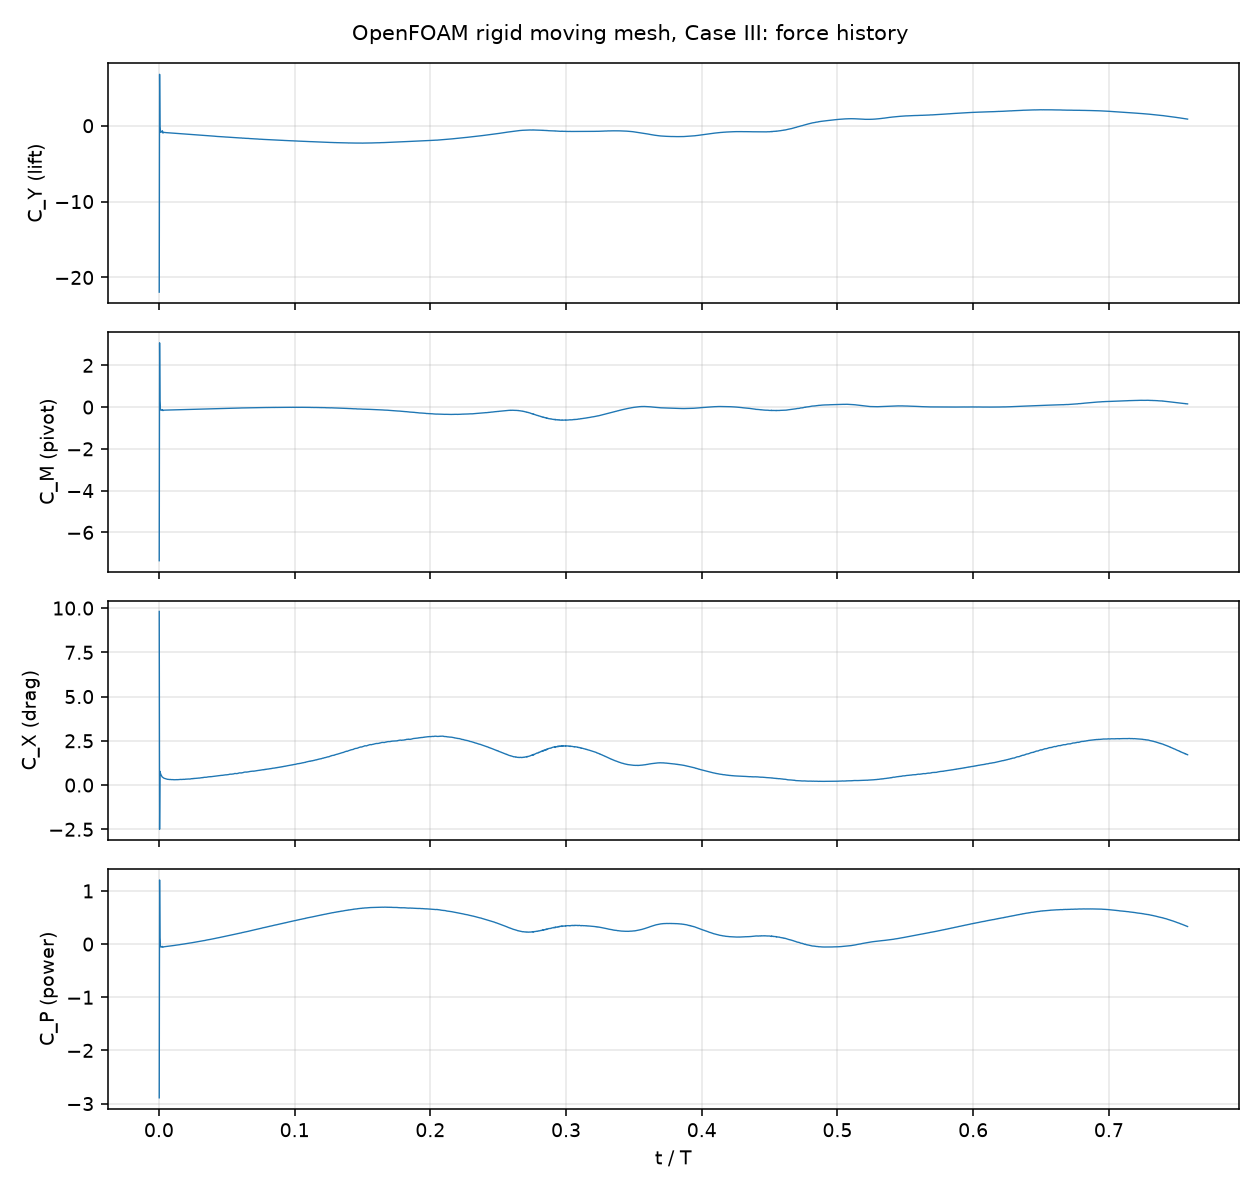 OpenFOAM rigid moving mesh, Case III: force history
C_Y (lift)
0
−10
−20
C_M (pivot)
2
0
−2
−4
−6
C_X (drag)
10.0
7.5
5.0
2.5
0.0
−2.5
C_P (power)
1
0
−1
−2
−3
0.0 0.1 0.2 0.3 0.4 0.5 0.6 0.7
t / T